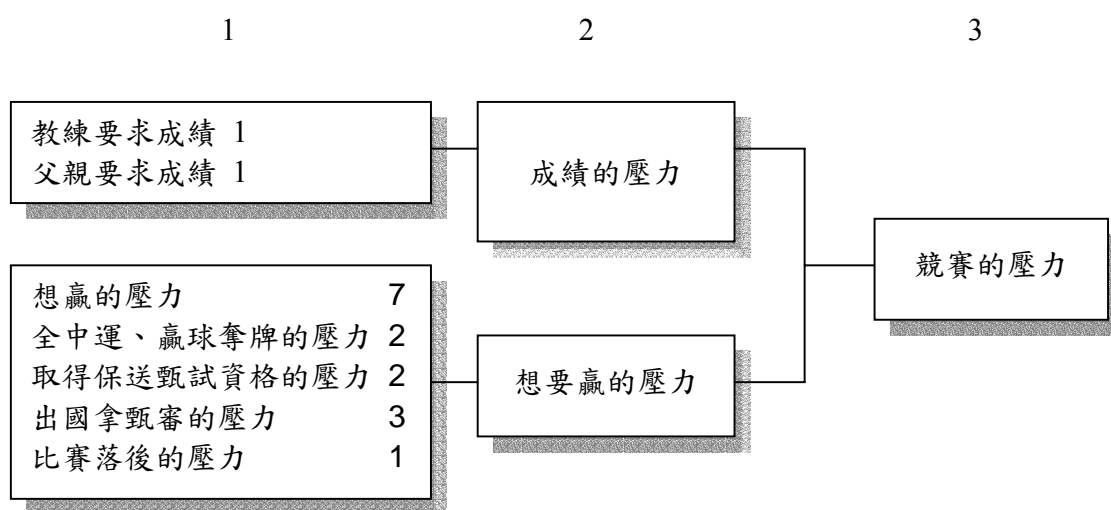 1 2 3
教練要求成績 1
父親要求成績 1
成績的壓力
競賽的壓力
想贏的壓力 7
全中運、贏球奪牌的壓力 2
取得保送甄試資格的壓力 2
出國拿甄審的壓力 3
比賽落後的壓力 1
想要贏的壓力